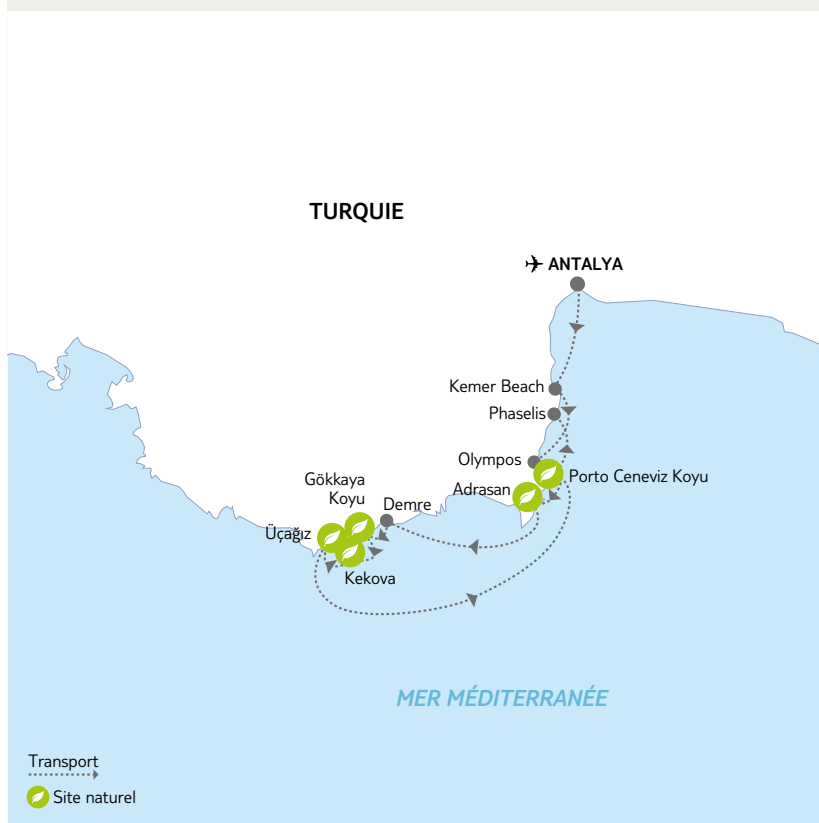 TURQUIE
ANTALYA
Kemer Beach
Phaselis
Olympos
Porto Ceneviz Koyu
Adrasan
Gökkaya
Koyu
Demre
Üçağız
Kekova
MER MÉDITERRANÉE
Transport
Site naturel